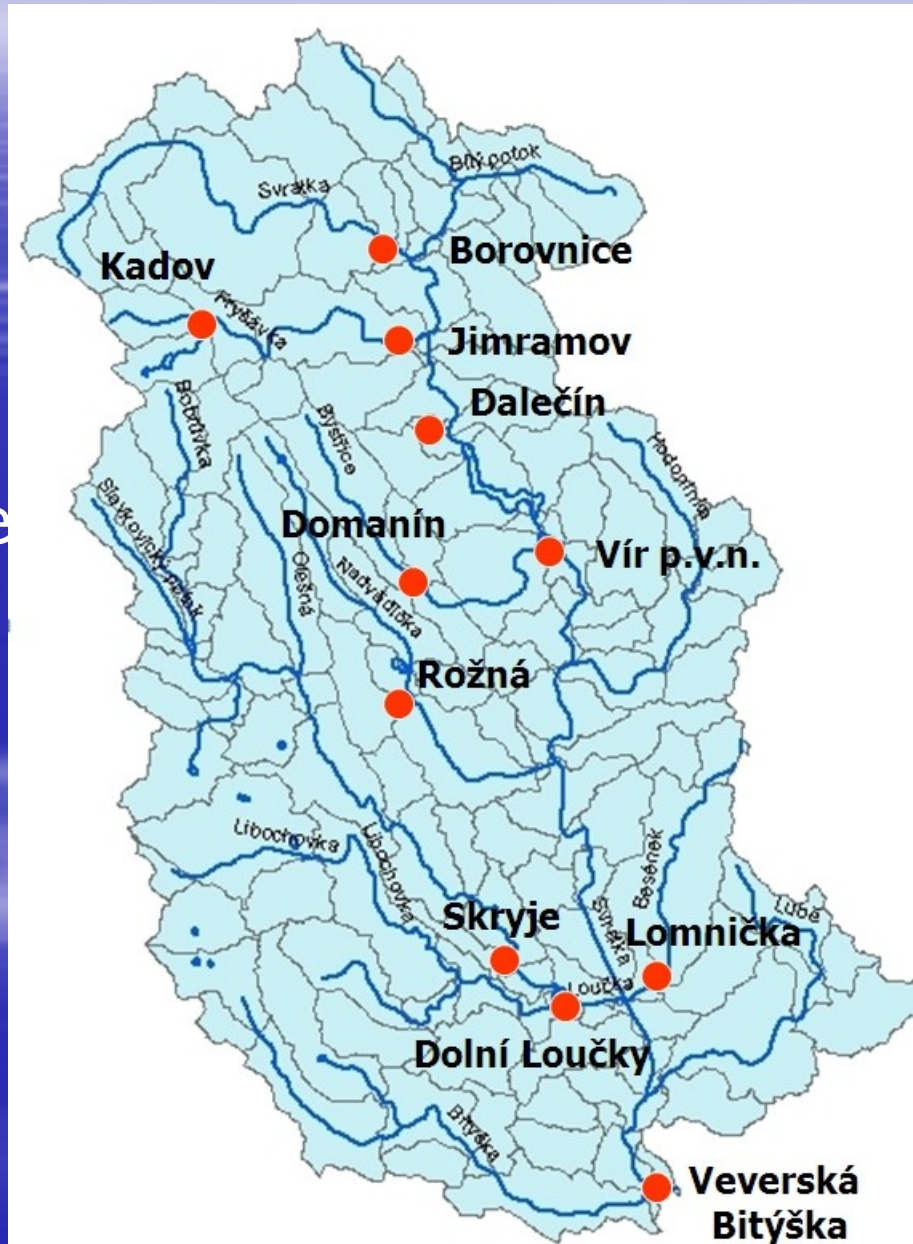 Bílý potok
Svratka
Borovnice
Kadov
Fryšávka
Jimramov
Dalečín
Bobrůvka
Bystřice
Hodonínka
Slavkovický potok
Domanín
Vír p.v.n.
Olešná
Nedvědička
Rožná
e
Libochovka
Libochovka
Besének
Lubě
Skryje
Svratka
Lomnička
Loučka
Dolní Loučky
Bitýška
Veverská
Bitýška